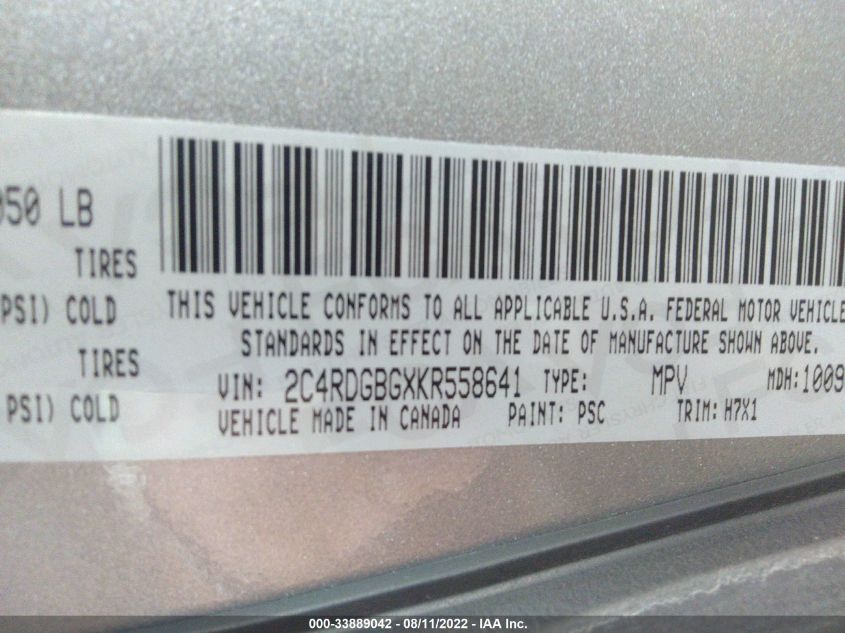 050 LB
TIRES
PSI) COLD
TIRES
PSI) COLD
THIS VEHICLE CONFORMS TO ALL APPLICABLE U.S.A. FEDERAL MOTOR VEHICLE
STANDARDS IN EFFECT ON THE DATE OF MANUFACTURE SHOWN ABOVE.
VIN: 2C4RDGBGXKR558641 TYPE: MPV MDH:1009
VEHICLE MADE IN CANADA PAINT: PSC TRIM: H7X1
000-33889042 - 08/11/2022 - IAA Inc.